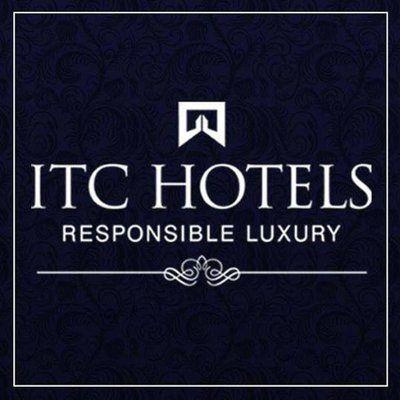 ITC HOTELS
RESPONSIBLE LUXURY